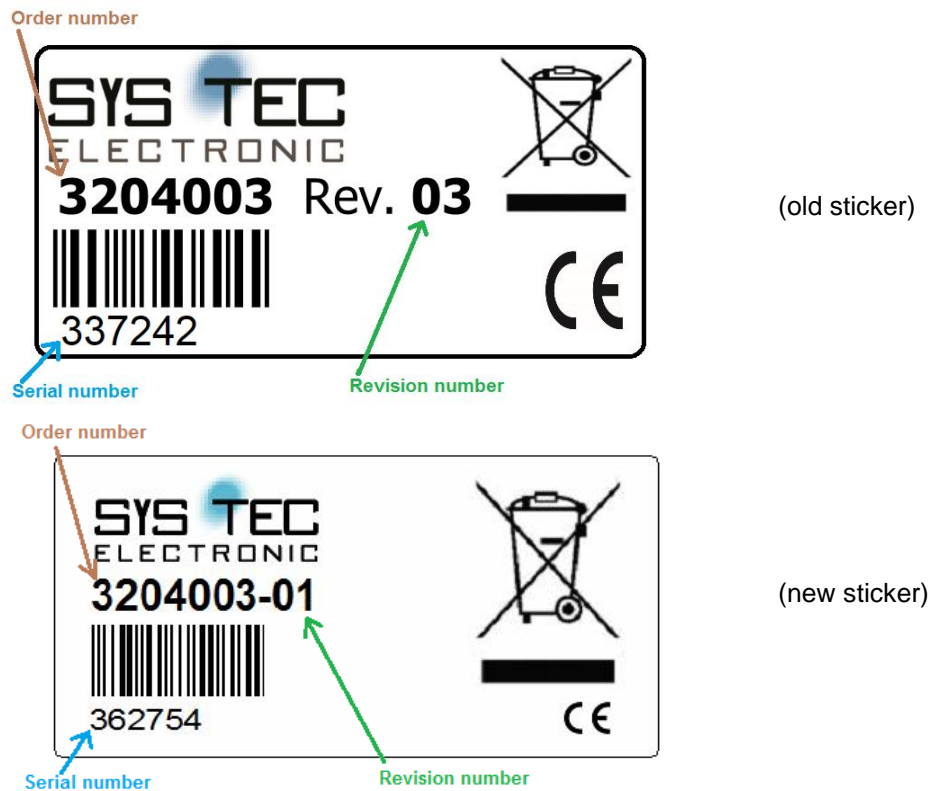 Order number
SYS TEC
ELECTRONIC
3204003 Rev. 03
(old sticker)
337242
Serial number
Revision number
Order number
SYS TEC
ELECTRONIC
3204003-01
(new sticker)
362754
Serial number
Revision number